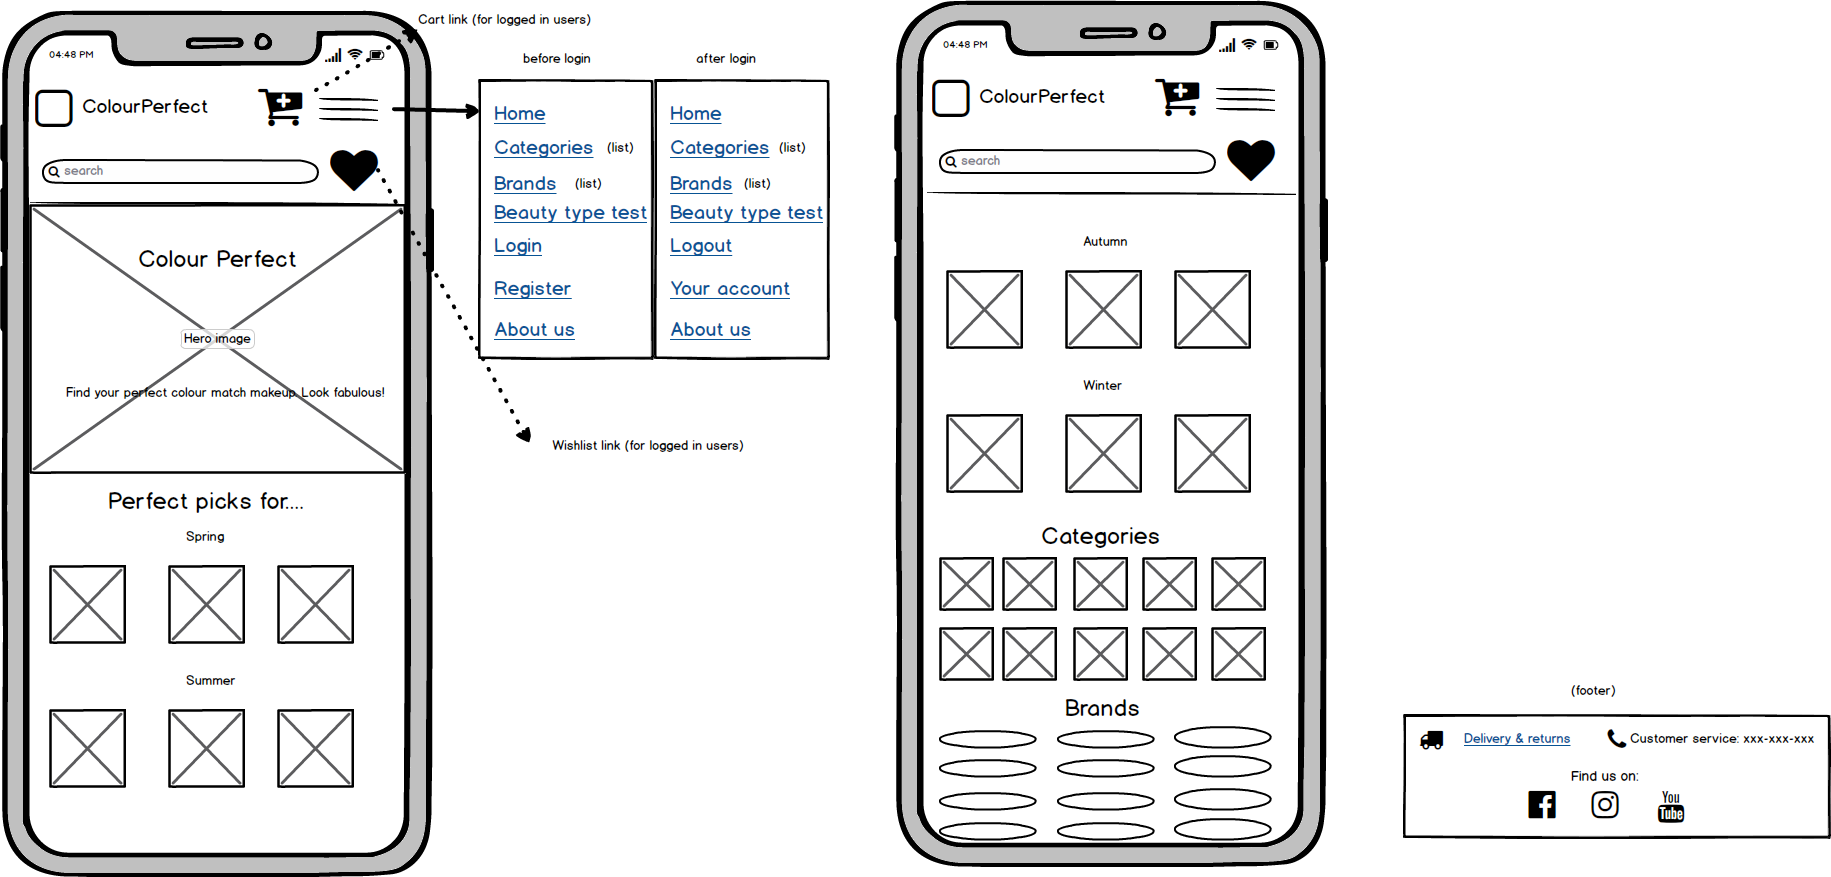 Cart link (for logged in users)
04:48 PM
ColourPerfect
search
Colour Perfect
Hero image
Find your perfect colour match makeup. Look fabulous!
Perfect picks for....
Spring
Summer
before login
Home
Categories (list)
Brands (list)
Beauty type test
Login
Register
About us
after login
Home
Categories (list)
Brands (list)
Beauty type test
Logout
Your account
About us
Wishlist link (for logged in users)
04:48 PM
ColourPerfect
search
Autumn
Winter
Categories
Brands
(footer)
Delivery & returns
Customer service: xxx-xxx-xxx
Find us on:
You
Tube